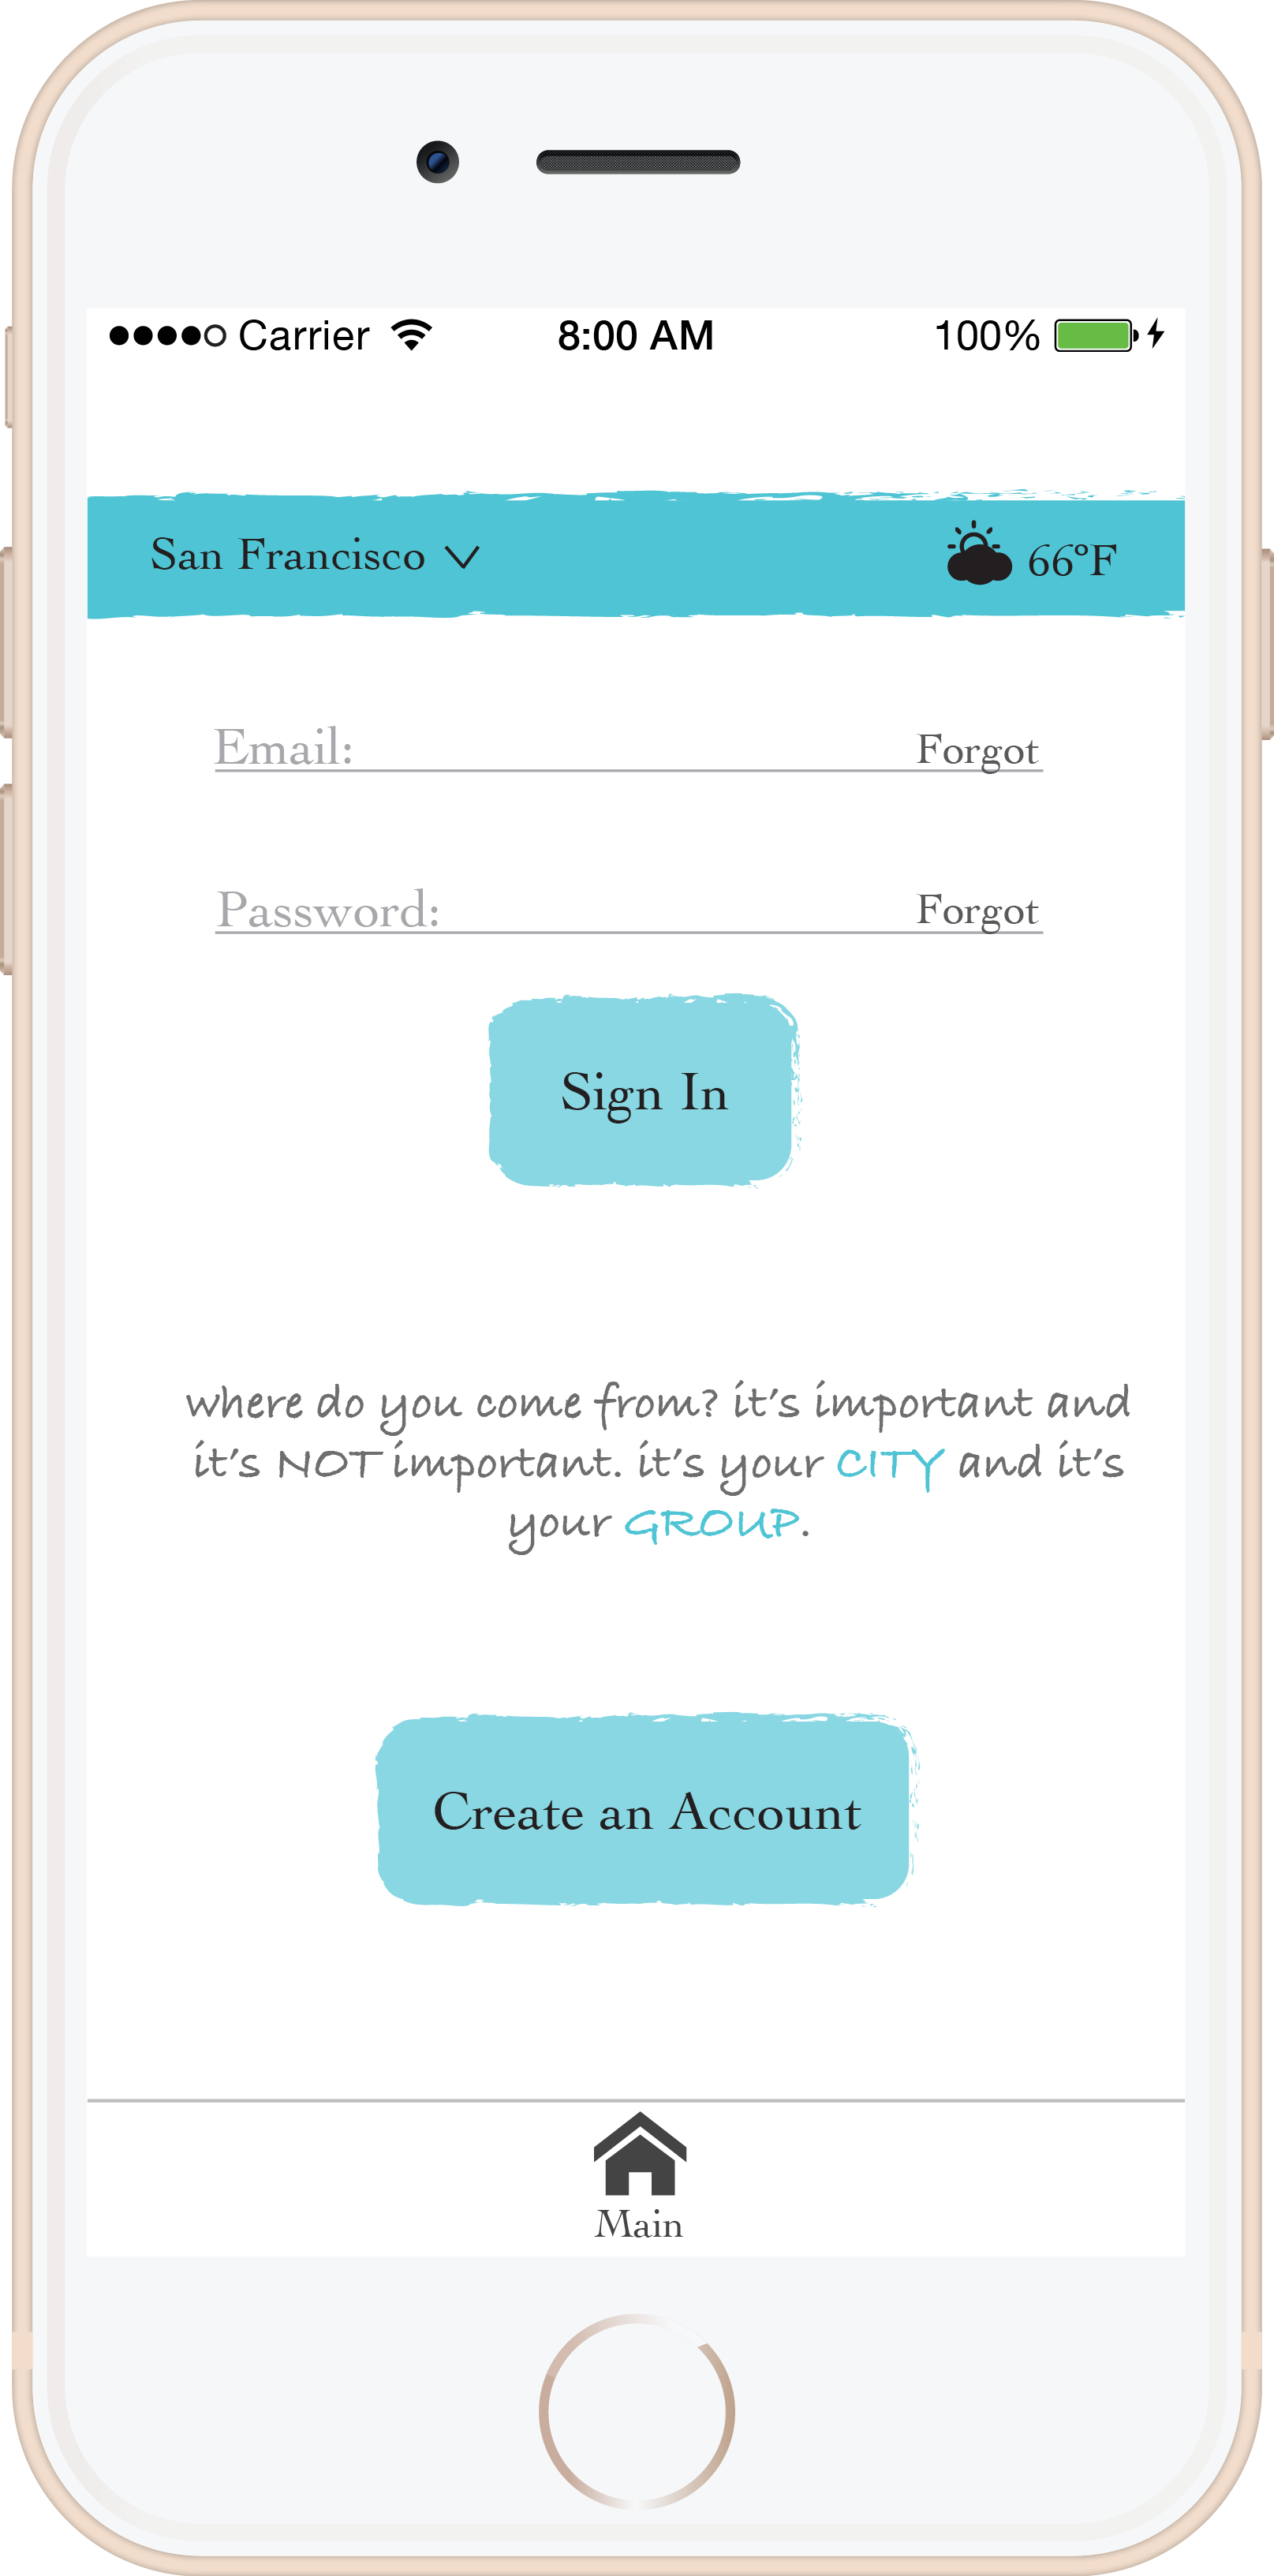 Carrier 8:00 AM 100%
San Francisco 66°F
Email: Forgot
Password: Forgot
Sign In
where do you come from? it's important and
it's NOT important. it's your CITY and it's
your GROUP.
Create an Account
Main